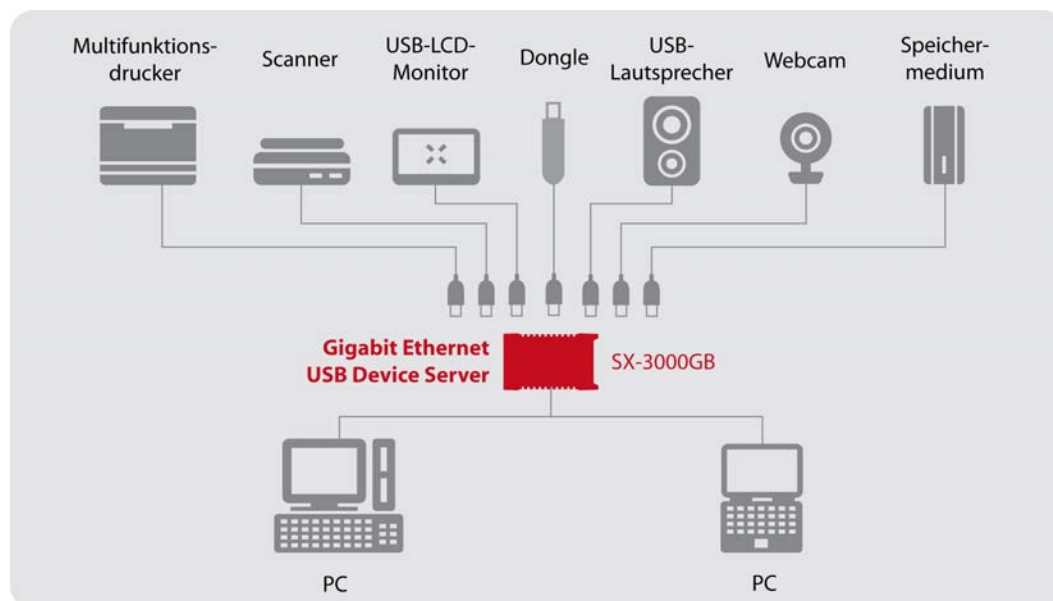 Multifunktions-
drucker
Scanner
USB-LCD-
Monitor
Dongle
USB-
Lautsprecher
Webcam
Speicher-
medium
Gigabit Ethernet
USB Device Server
SX-3000GB
PC
PC